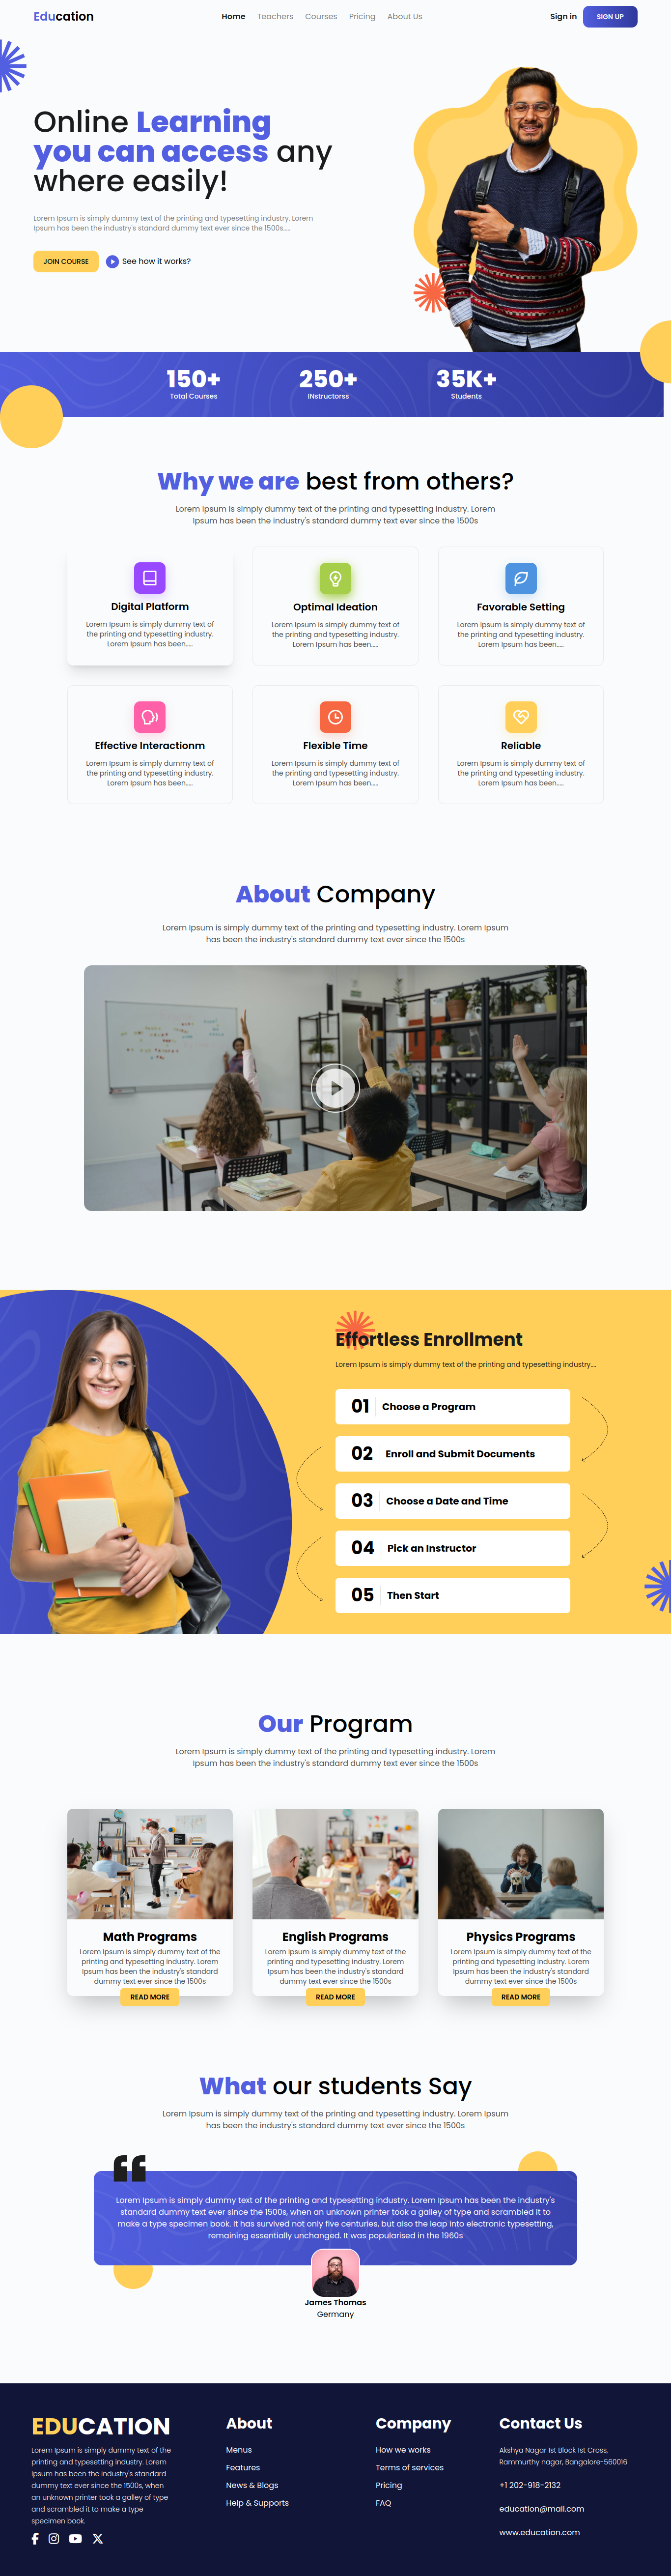 Education
Home Teachers Courses Pricing About Us
Sign in SIGN UP
Online Learning
you can access any
where easily!
Lorem Ipsum is simply dummy text of the printing and typesetting industry. Lorem
Ipsum has been the industry's standard dummy text ever since the 1500s.....
JOIN COURSE See how it works?
150+ 250+ 35K+
Total Courses INstructorss Students
Why we are best from others?
Lorem Ipsum is simply dummy text of the printing and typesetting industry. Lorem
Ipsum has been the industry's standard dummy text ever since the 1500s
Digital Platform
Lorem Ipsum is simply dummy text of
the printing and typesetting industry.
Lorem Ipsum has been.....
Optimal Ideation
Lorem Ipsum is simply dummy text of
the printing and typesetting industry.
Lorem Ipsum has been.....
Favorable Setting
Lorem Ipsum is simply dummy text of
the printing and typesetting industry.
Lorem Ipsum has been.....
Effective Interactionm
Lorem Ipsum is simply dummy text of
the printing and typesetting industry.
Lorem Ipsum has been.....
Flexible Time
Lorem Ipsum is simply dummy text of
the printing and typesetting industry.
Lorem Ipsum has been.....
Reliable
Lorem Ipsum is simply dummy text of
the printing and typesetting industry.
Lorem Ipsum has been.....
About Company
Lorem Ipsum is simply dummy text of the printing and typesetting industry. Lorem Ipsum
has been the industry's standard dummy text ever since the 1500s
Effortless Enrollment
Lorem Ipsum is simply dummy text of the printing and typesetting industry....
01 Choose a Program
02 Enroll and Submit Documents
03 Choose a Date and Time
04 Pick an Instructor
05 Then Start
Our Program
Lorem Ipsum is simply dummy text of the printing and typesetting industry. Lorem
Ipsum has been the industry's standard dummy text ever since the 1500s
Math Programs
Lorem Ipsum is simply dummy text of the
printing and typesetting industry. Lorem
Ipsum has been the industry's standard
dummy text ever since the 1500s
READ MORE
English Programs
Lorem Ipsum is simply dummy text of the
printing and typesetting industry. Lorem
Ipsum has been the industry's standard
dummy text ever since the 1500s
READ MORE
Physics Programs
Lorem Ipsum is simply dummy text of the
printing and typesetting industry. Lorem
Ipsum has been the industry's standard
dummy text ever since the 1500s
READ MORE
What our students Say
Lorem Ipsum is simply dummy text of the printing and typesetting industry. Lorem Ipsum
has been the industry's standard dummy text ever since the 1500s
Lorem Ipsum is simply dummy text of the printing and typesetting industry. Lorem Ipsum has been the industry's
standard dummy text ever since the 1500s, when an unknown printer took a galley of type and scrambled it to
make a type specimen book. It has survived not only five centuries, but also the leap into electronic typesetting,
remaining essentially unchanged. It was popularised in the 1960s
James Thomas
Germany
EDUCATION
Lorem Ipsum is simply dummy text of the
printing and typesetting industry. Lorem
Ipsum has been the industry's standard
dummy text ever since the 1500s, when
an unknown printer took a galley of type
and scrambled it to make a type
specimen book.
About
Menus
Features
News & Blogs
Help & Supports
Company
How we works
Terms of services
Pricing
FAQ
Contact Us
Akshya Nagar 1st Block 1st Cross,
Rammurthy nagar, Bangalore-560016
+1 202-918-2132
education@mail.com
www.education.com